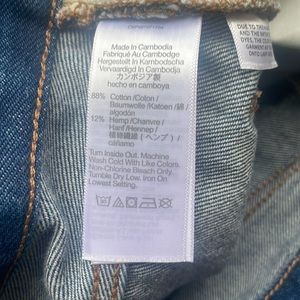 Made In Cambodia
Fabriqué Au Cambodge
Hergestellt in Kambodscha
Vervaardigd In Cambodja
カンボジア製
hecho en camboya
88% Cotton /Coton /
Baumwolle /Katoen /綿 /
algodón
12% Hemp/Chanvre /
Hanf/Hennep /
植物繊維（ヘンプ）/
cáñamo
Turn Inside Out. Machine
Wash Cold With Like Colors.
Non-Chlorine Bleach Only.
Tumble Dry Low. Iron On
Lowest Setting.
DUE TO THE